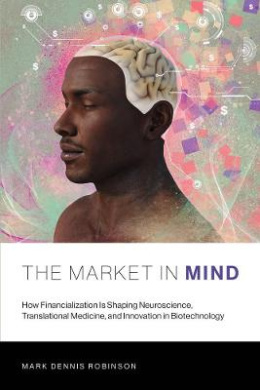 THE MARKET IN MIND
How Financialization Is Shaping Neuroscience,
Translational Medicine, and Innovation in Biotechnology
MARK DENNIS ROBINSON